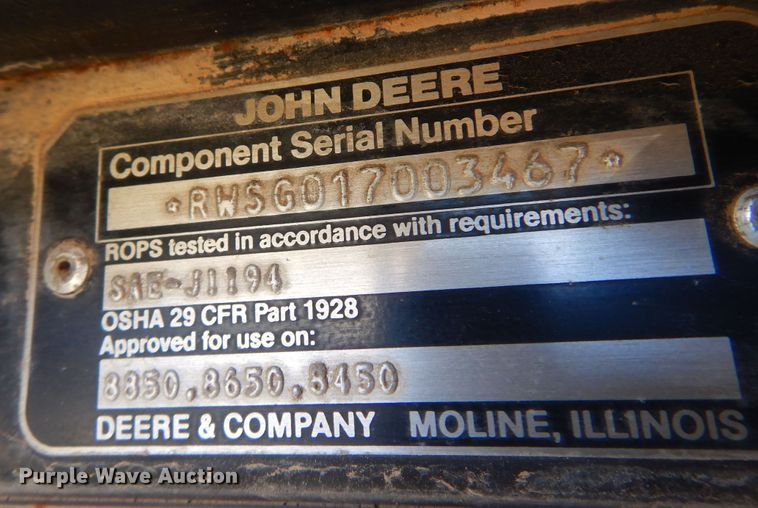 JOHN DEERE
Component Serial Number
*RWSG017003467*
ROPS tested in accordance with requirements:
SAE-J1194
OSHA 29 CFR Part 1928
Approved for use on:
8850,8650,8450
DEERE & COMPANY MOLINE, ILLINOIS
Purple Wave Auction